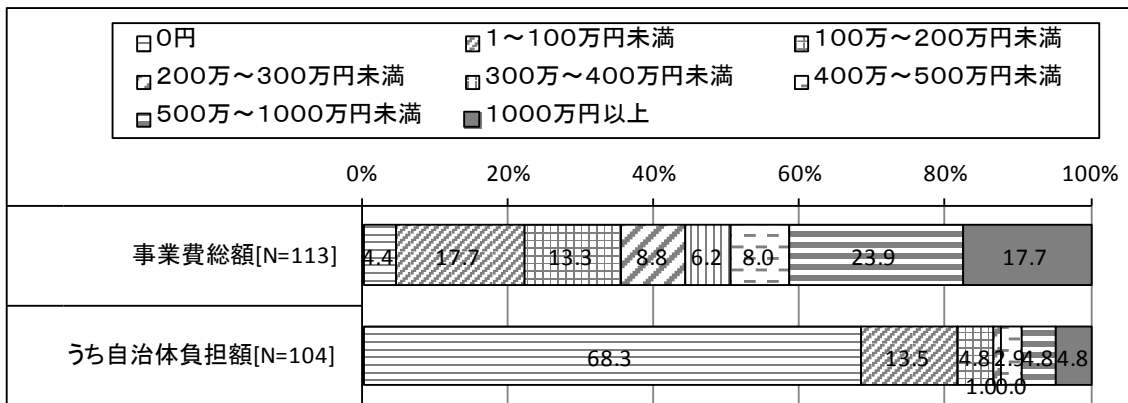 0円 1～100万円未満 100万～200万円未満
200万～300万円未満 300万～400万円未満 400万～500万円未満
500万～1000万円未満 1000万円以上
0% 20% 40% 60% 80% 100%
事業費総額[N=113] 4.4 17.7 13.3 8.8 6.2 8.0 23.9 17.7
うち自治体負担額[N=104] 68.3 13.5 4.8 1.0 0.0 2.9 4.8 4.8